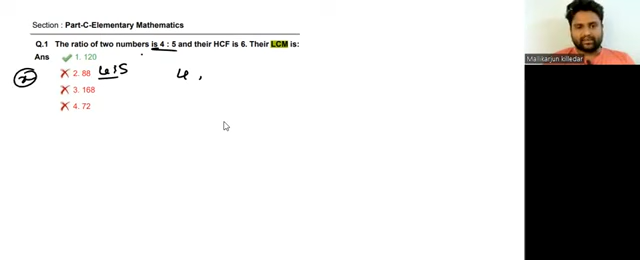 Section : Part-C-Elementary Mathematics
Q.1 The ratio of two numbers is 4 : 5 and their HCF is 6. Their LCM is:
Ans 1. 120
2. 88 4:5 4 ,
3. 168
4. 72
Mallikarjun killedar